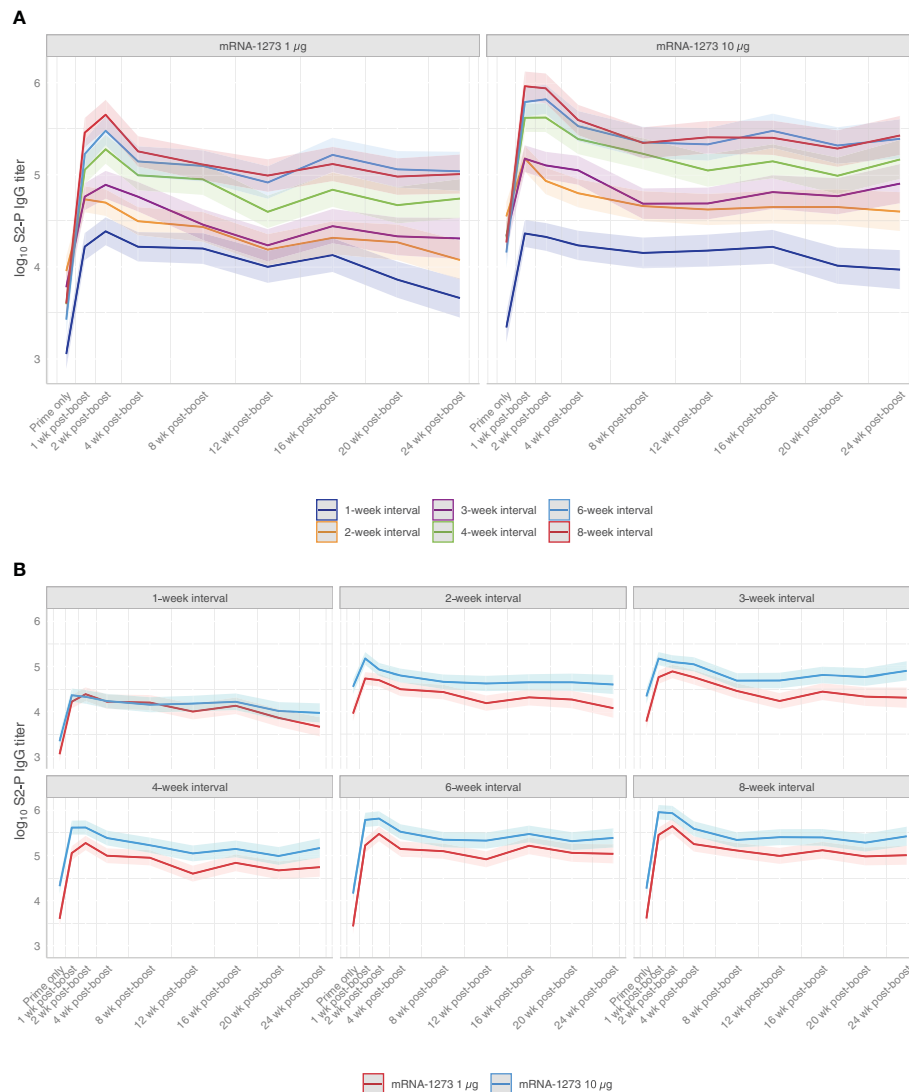 A
mRNA-1273 1 µg
mRNA-1273 10 µg
log10 S2-P IgG titer
6
5
4
3
Prime only
1 wk post-boost
2 wk post-boost
4 wk post-boost
8 wk post-boost
12 wk post-boost
16 wk post-boost
20 wk post-boost
24 wk post-boost
Prime only
1 wk post-boost
2 wk post-boost
4 wk post-boost
8 wk post-boost
12 wk post-boost
16 wk post-boost
20 wk post-boost
24 wk post-boost
1-week interval 3-week interval 6-week interval
2-week interval 4-week interval 8-week interval
B
1-week interval
2-week interval
3-week interval
log10 S2-P IgG titer
6
5
4
3
4-week interval
6-week interval
8-week interval
6
5
4
3
Prime only
1 wk post-boost
2 wk post-boost
4 wk post-boost
8 wk post-boost
12 wk post-boost
16 wk post-boost
20 wk post-boost
24 wk post-boost
Prime only
1 wk post-boost
2 wk post-boost
4 wk post-boost
8 wk post-boost
12 wk post-boost
16 wk post-boost
20 wk post-boost
24 wk post-boost
Prime only
1 wk post-boost
2 wk post-boost
4 wk post-boost
8 wk post-boost
12 wk post-boost
16 wk post-boost
20 wk post-boost
24 wk post-boost
mRNA-1273 1 µg mRNA-1273 10 µg